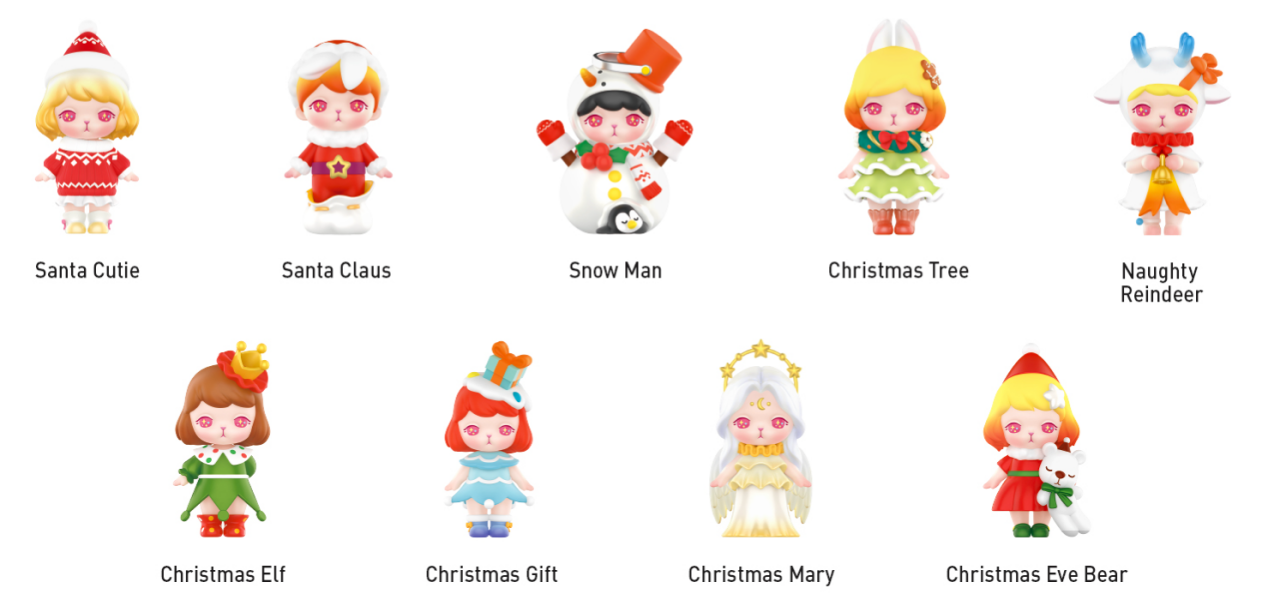 Santa Cutie
Santa Claus
Snow Man
Christmas Tree
Naughty
Reindeer
Christmas Elf
Christmas Gift
Christmas Mary
Christmas Eve Bear